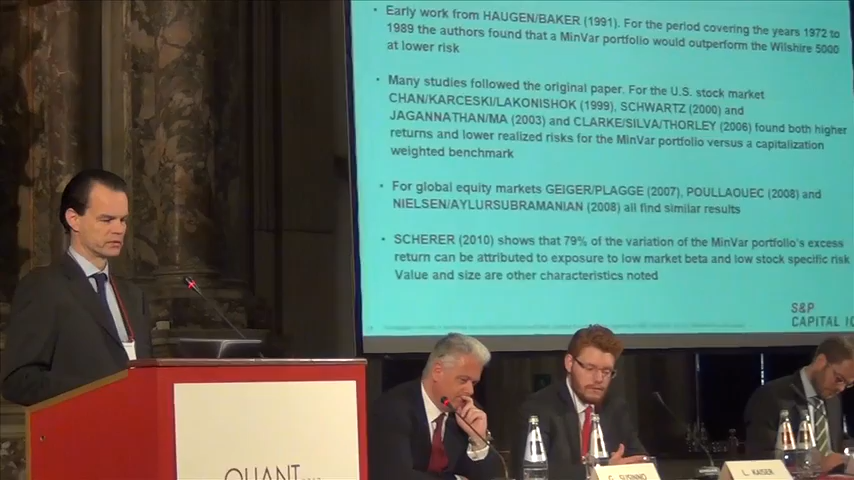 • Early work from HAUGEN/BAKER (1991). For the period covering the years 1972 to
1989 the authors found that a MinVar portfolio would outperform the Wilshire 5000
at lower risk
• Many studies followed the original paper. For the U.S. stock market
CHAN/KARCESKI/LAKONISHOK (1999), SCHWARTZ (2000) and
JAGANNATHAN/MA (2003) and CLARKE/SILVA/THORLEY (2006) found both higher
returns and lower realized risks for the MinVar portfolio versus a capitalization
weighted benchmark
• For global equity markets GEIGER/PLAGGE (2007), POULLAOUEC (2008) and
NIELSEN/AYLURSUBRAMANIAN (2008) all find similar results
• SCHERER (2010) shows that 79% of the variation of the MinVar portfolio's excess
return can be attributed to exposure to low market beta and low stock specific risk
Value and size are other characteristics noted
S&P
CAPITAL IQ
QUANT
G. SUSINNO
L. KAISER